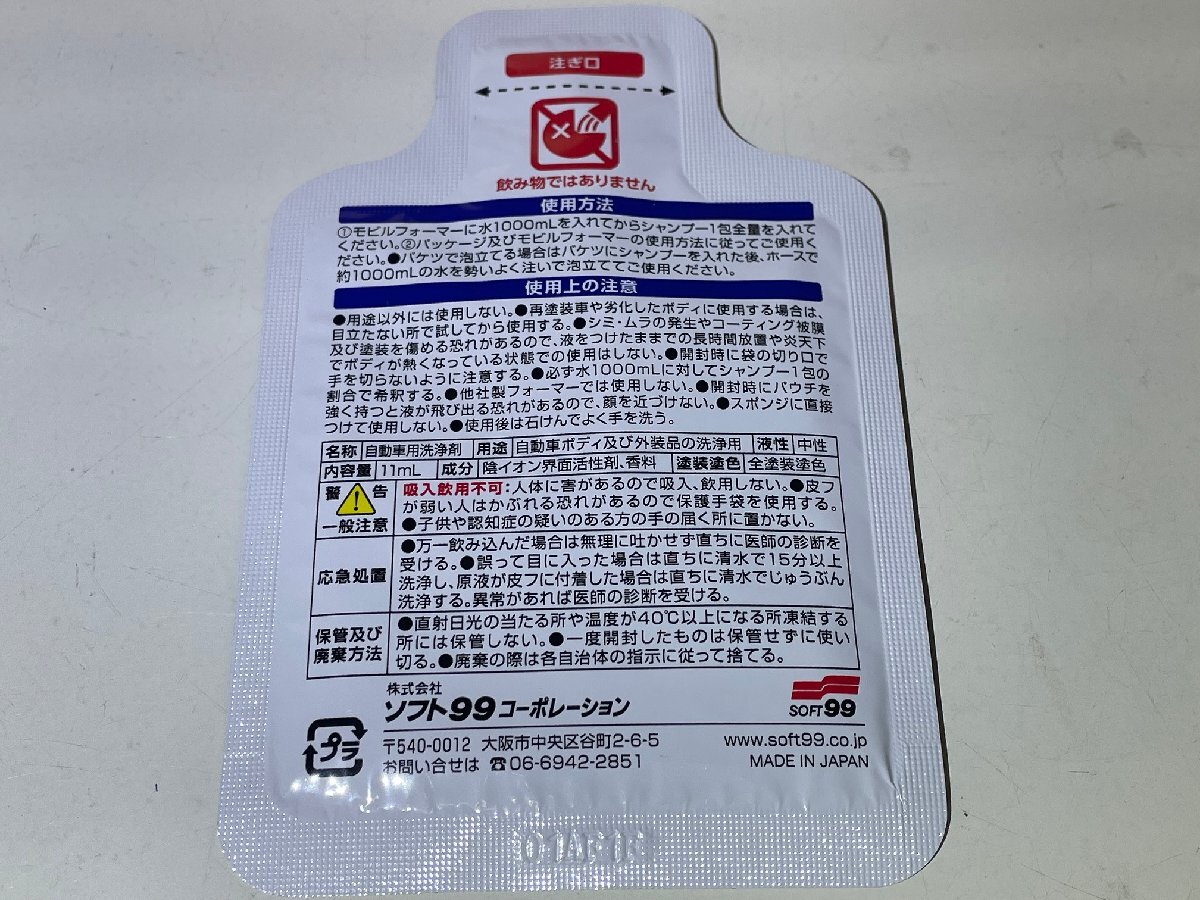 注ぎ口
飲み物ではありません
使用方法
①モビルフォーマーに水1000mLを入れてからシャンプー1包全量を入れて
ください。②パッケージ及びモビルフォーマーの使用方法に従ってご使用く
ださい。●バケツで泡立てる場合はバケツにシャンプーを入れた後、ホースで
約1000mLの水を勢いよく注いで泡立ててご使用ください。
使用上の注意
●用途以外には使用しない。●再塗装車や劣化したボディに使用する場合は、
目立たない所で試してから使用する。●シミ・ムラの発生やコーティング被膜
及び塗装を傷める恐れがあるので、液をつけたままでの長時間放置や炎天下
でボディが熱くなっている状態での使用はしない。●開封時に袋の切り口で
手を切らないように注意する。●必ず水1000mLに対してシャンプー1包の
割合で希釈する。●他社製フォーマーでは使用しない。●開封時にパウチを
強く持つと液が飛び出る恐れがあるので、顔を近づけない。●スポンジに直接
つけて使用しない。●使用後は石けんでよく手を洗う。
名称 自動車用洗浄剤 用途 自動車ボディ及び外装品の洗浄用 液性 中性
内容量 11mL 成分 陰イオン界面活性剤、香料 塗装塗色 全塗装塗色
警告
一般注意
吸入飲用不可:人体に害があるので吸入、飲用しない。●皮フ
が弱い人はかぶれる恐れがあるので保護手袋を使用する。
●子供や認知症の疑いのある方の手の届く所に置かない。
応急処置
●万一飲み込んだ場合は無理に吐かせず直ちに医師の診断を
受ける。●誤って目に入った場合は直ちに清水で15分以上
洗浄し、原液が皮フに付着した場合は直ちに清水でじゅうぶん
洗浄する。異常があれば医師の診断を受ける。
保管及び
廃棄方法
●直射日光の当たる所や温度が40℃以上になる所凍結する
所には保管しない。●一度開封したものは保管せずに使い
切る。●廃棄の際は各自治体の指示に従って捨てる。
株式会社
ソフト99コーポレーション
SOFT99
プラ
〒540-0012 大阪市中央区谷町2-6-5
お問い合せは ☎06-6942-2851
www.soft99.co.jp
MADE IN JAPAN